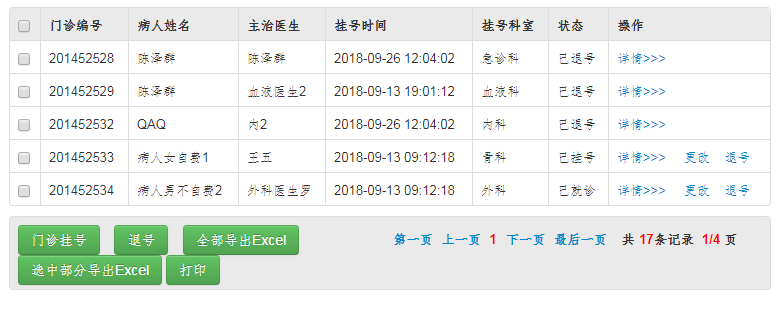 门诊编号 病人姓名 主治医生 挂号时间 挂号科室 状态 操作
201452528 陈泽群 陈泽群 2018-09-26 12:04:02 急诊科 已退号 详情>>>
201452529 陈泽群 血液医生2 2018-09-13 19:01:12 血液科 已退号 详情>>>
201452532 QAQ 内2 2018-09-26 12:04:02 内科 已退号 详情>>>
201452533 病人女自费1 王五 2018-09-13 09:12:18 骨科 已挂号 详情>>> 更改 退号
201452534 病人男不自费2 外科医生罗 2018-09-13 09:12:18 外科 已就诊 详情>>>
门诊挂号 退号 全部导出Excel 第一页 上一页 1 下一页 最后一页 共17条记录 1/4页
选中部分导出Excel 打印